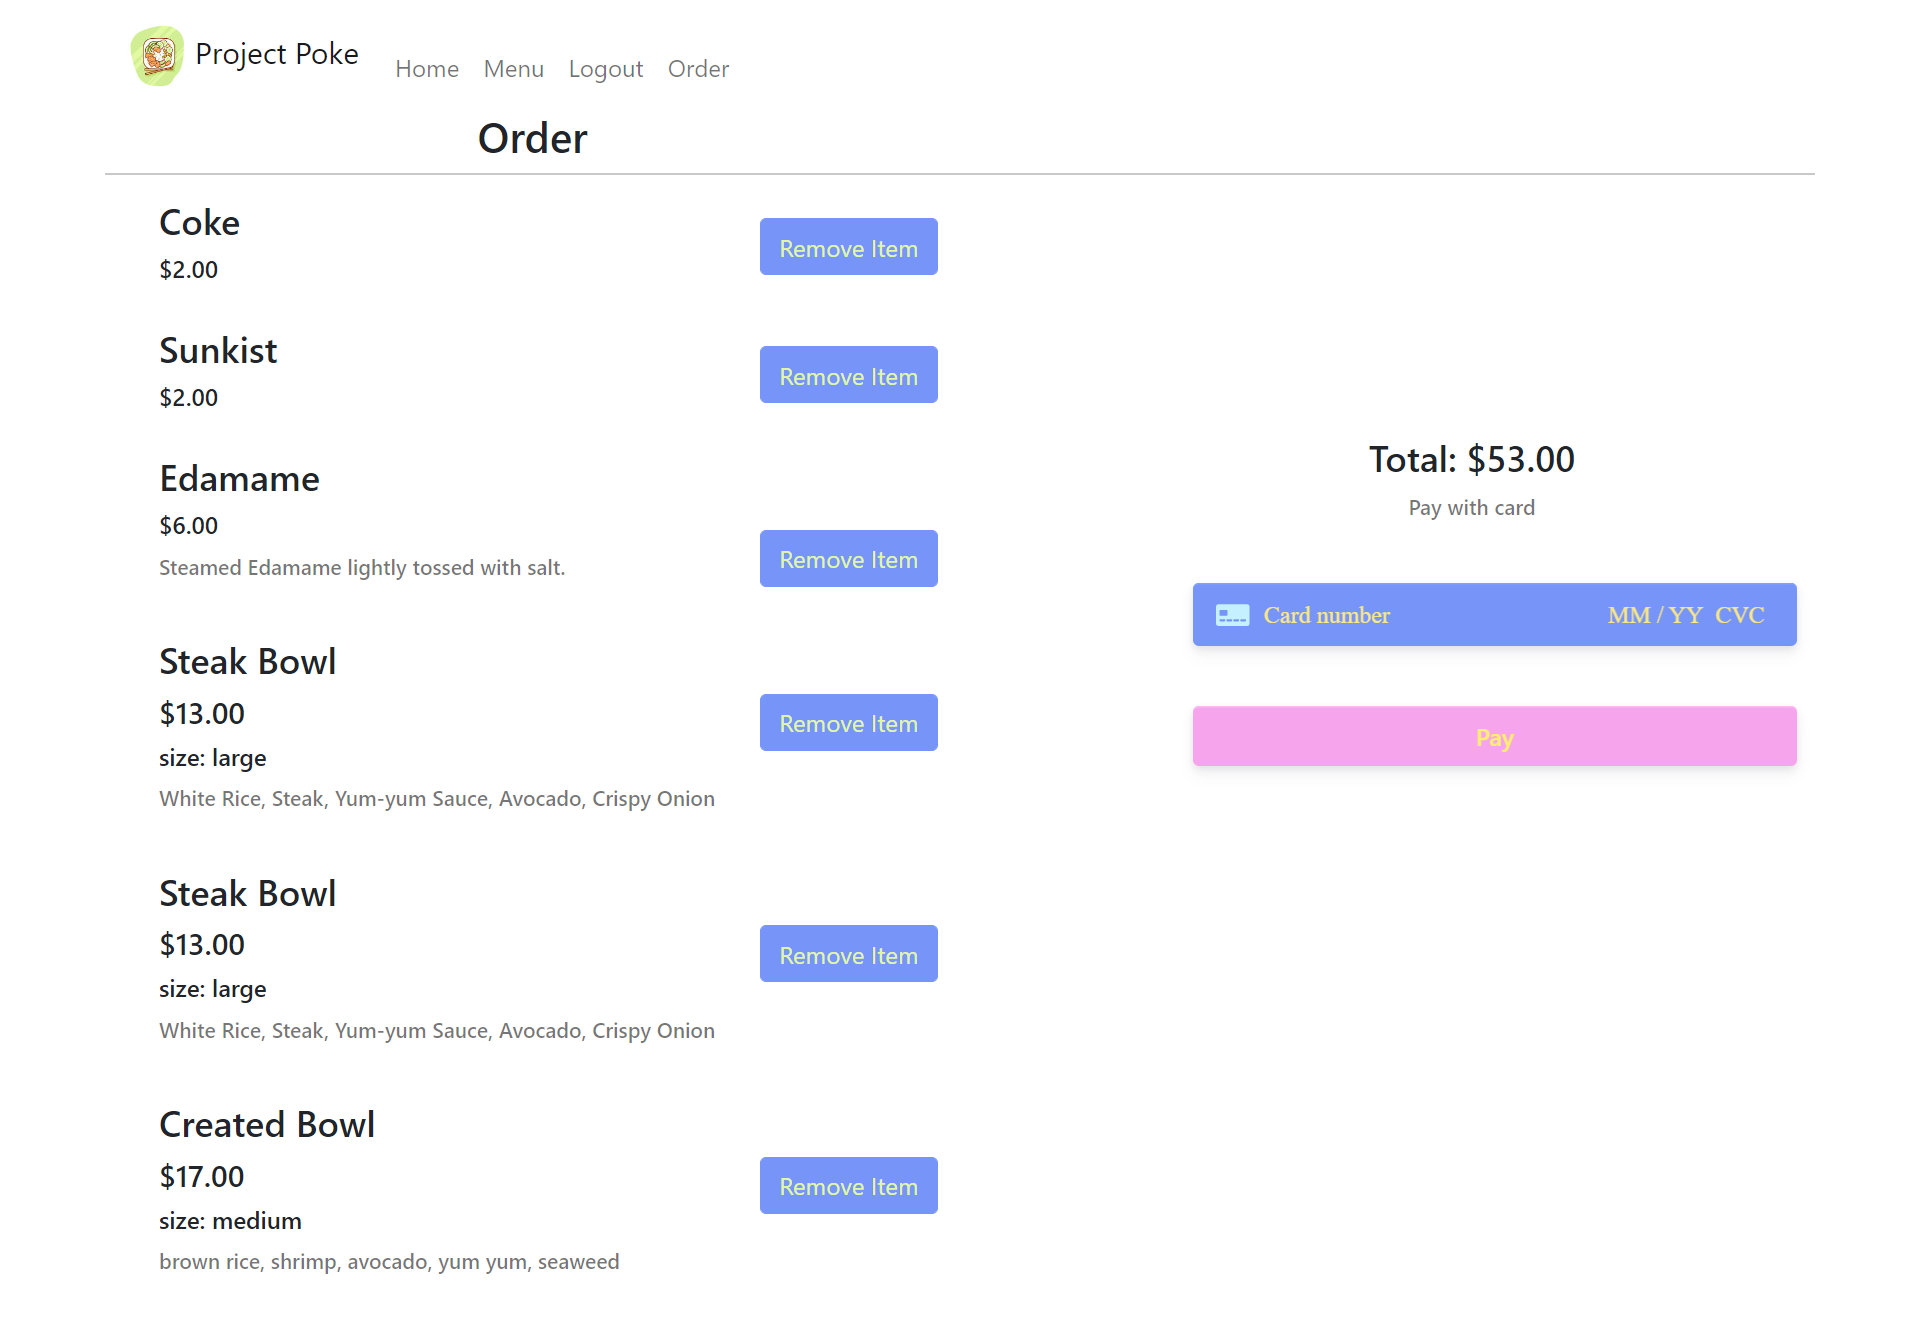 Project Poke
Home Menu Logout Order
Order
Coke
$2.00
Remove Item
Sunkist
$2.00
Remove Item
Edamame
$6.00
Steamed Edamame lightly tossed with salt.
Remove Item
Steak Bowl
$13.00
size: large
White Rice, Steak, Yum-yum Sauce, Avocado, Crispy Onion
Remove Item
Steak Bowl
$13.00
size: large
White Rice, Steak, Yum-yum Sauce, Avocado, Crispy Onion
Remove Item
Created Bowl
$17.00
size: medium
brown rice, shrimp, avocado, yum yum, seaweed
Remove Item
Total: $53.00
Pay with card
Card number MM / YY CVC
Pay